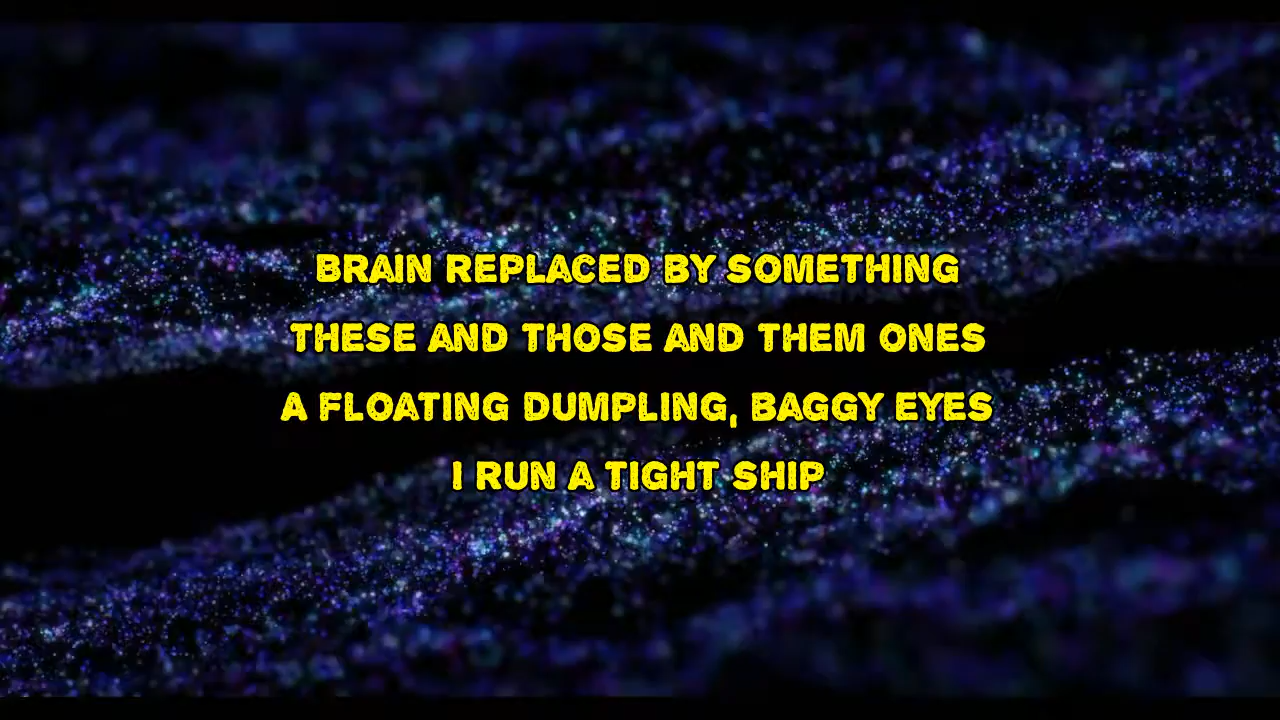 BRAIN REPLACED BY SOMETHING
THESE AND THOSE AND THEM ONES
A FLOATING DUMPLING, BAGGY EYES
I RUN A TIGHT SHIP